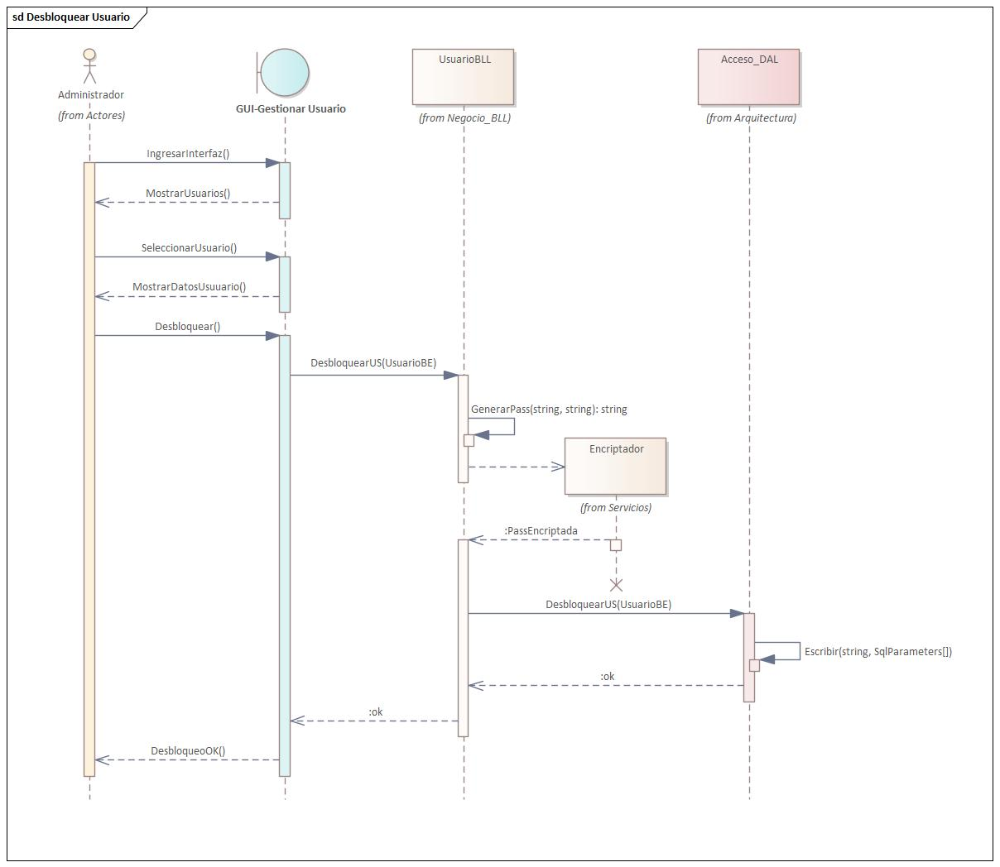 sd Desbloquear Usuario
Administrador
(from Actores)
GUI-Gestionar Usuario
UsuarioBLL
(from Negocio_BLL)
Acceso_DAL
(from Arquitectura)
IngresarInterfaz()
MostrarUsuarios()
SeleccionarUsuario()
MostrarDatosUsuuario()
Desbloquear()
DesbloquearUS(UsuarioBE)
GenerarPass(string, string): string
Encriptador
(from Servicios)
:PassEncriptada
DesbloquearUS(UsuarioBE)
Escribir(string, SqlParameters[])
:ok
:ok
DesbloqueoOK()